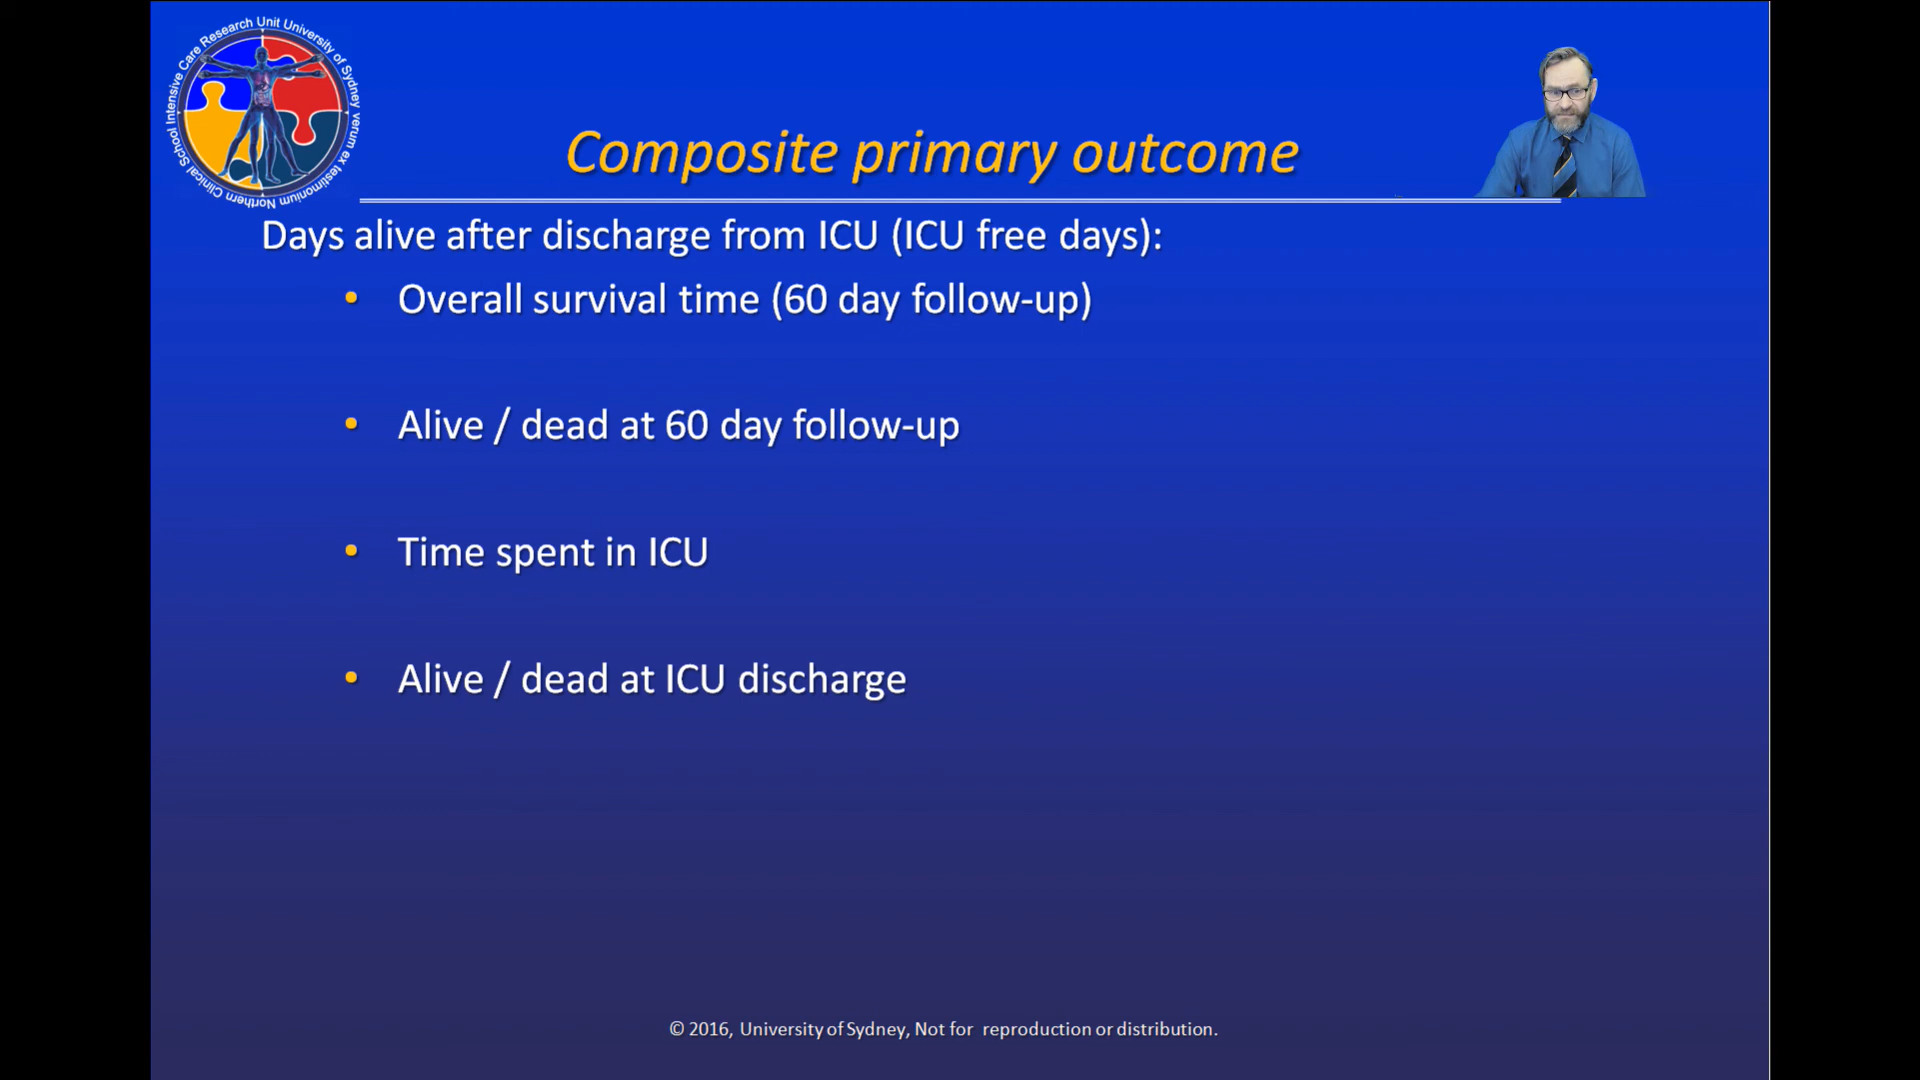 Northern Clinical School Intensive Care Research Unit University of Sydney verum ex testimonium
Composite primary outcome
Days alive after discharge from ICU (ICU free days):
• Overall survival time (60 day follow-up)
• Alive / dead at 60 day follow-up
• Time spent in ICU
• Alive / dead at ICU discharge
© 2016, University of Sydney, Not for reproduction or distribution.